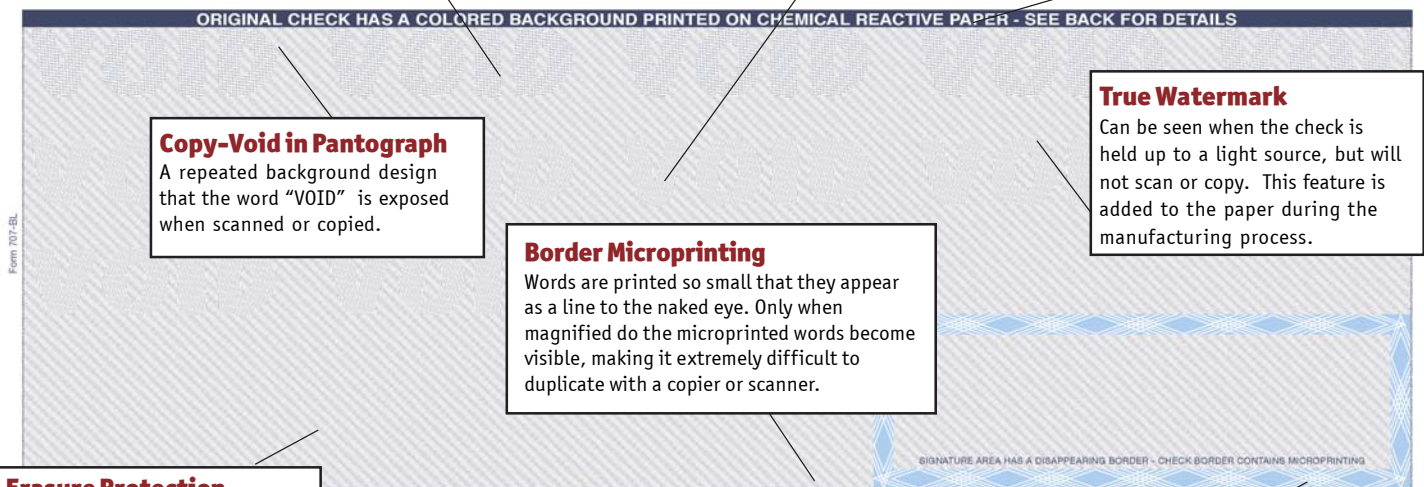 ORIGINAL CHECK HAS A COLORED BACKGROUND PRINTED ON CHEMICAL REACTIVE PAPER - SEE BACK FOR DETAILS
True Watermark
Can be seen when the check is
held up to a light source, but will
not scan or copy. This feature is
added to the paper during the
manufacturing process.
Copy-Void in Pantograph
A repeated background design
that the word “VOID” is exposed
when scanned or copied.
Form 707-BL
Border Microprinting
Words are printed so small that they appear
as a line to the naked eye. Only when
magnified do the microprinted words become
visible, making it extremely difficult to
duplicate with a copier or scanner.
SIGNATURE AREA HAS A DISAPPEARING BORDER - CHECK BORDER CONTAINS MICROPRINTING
Erasure Protection